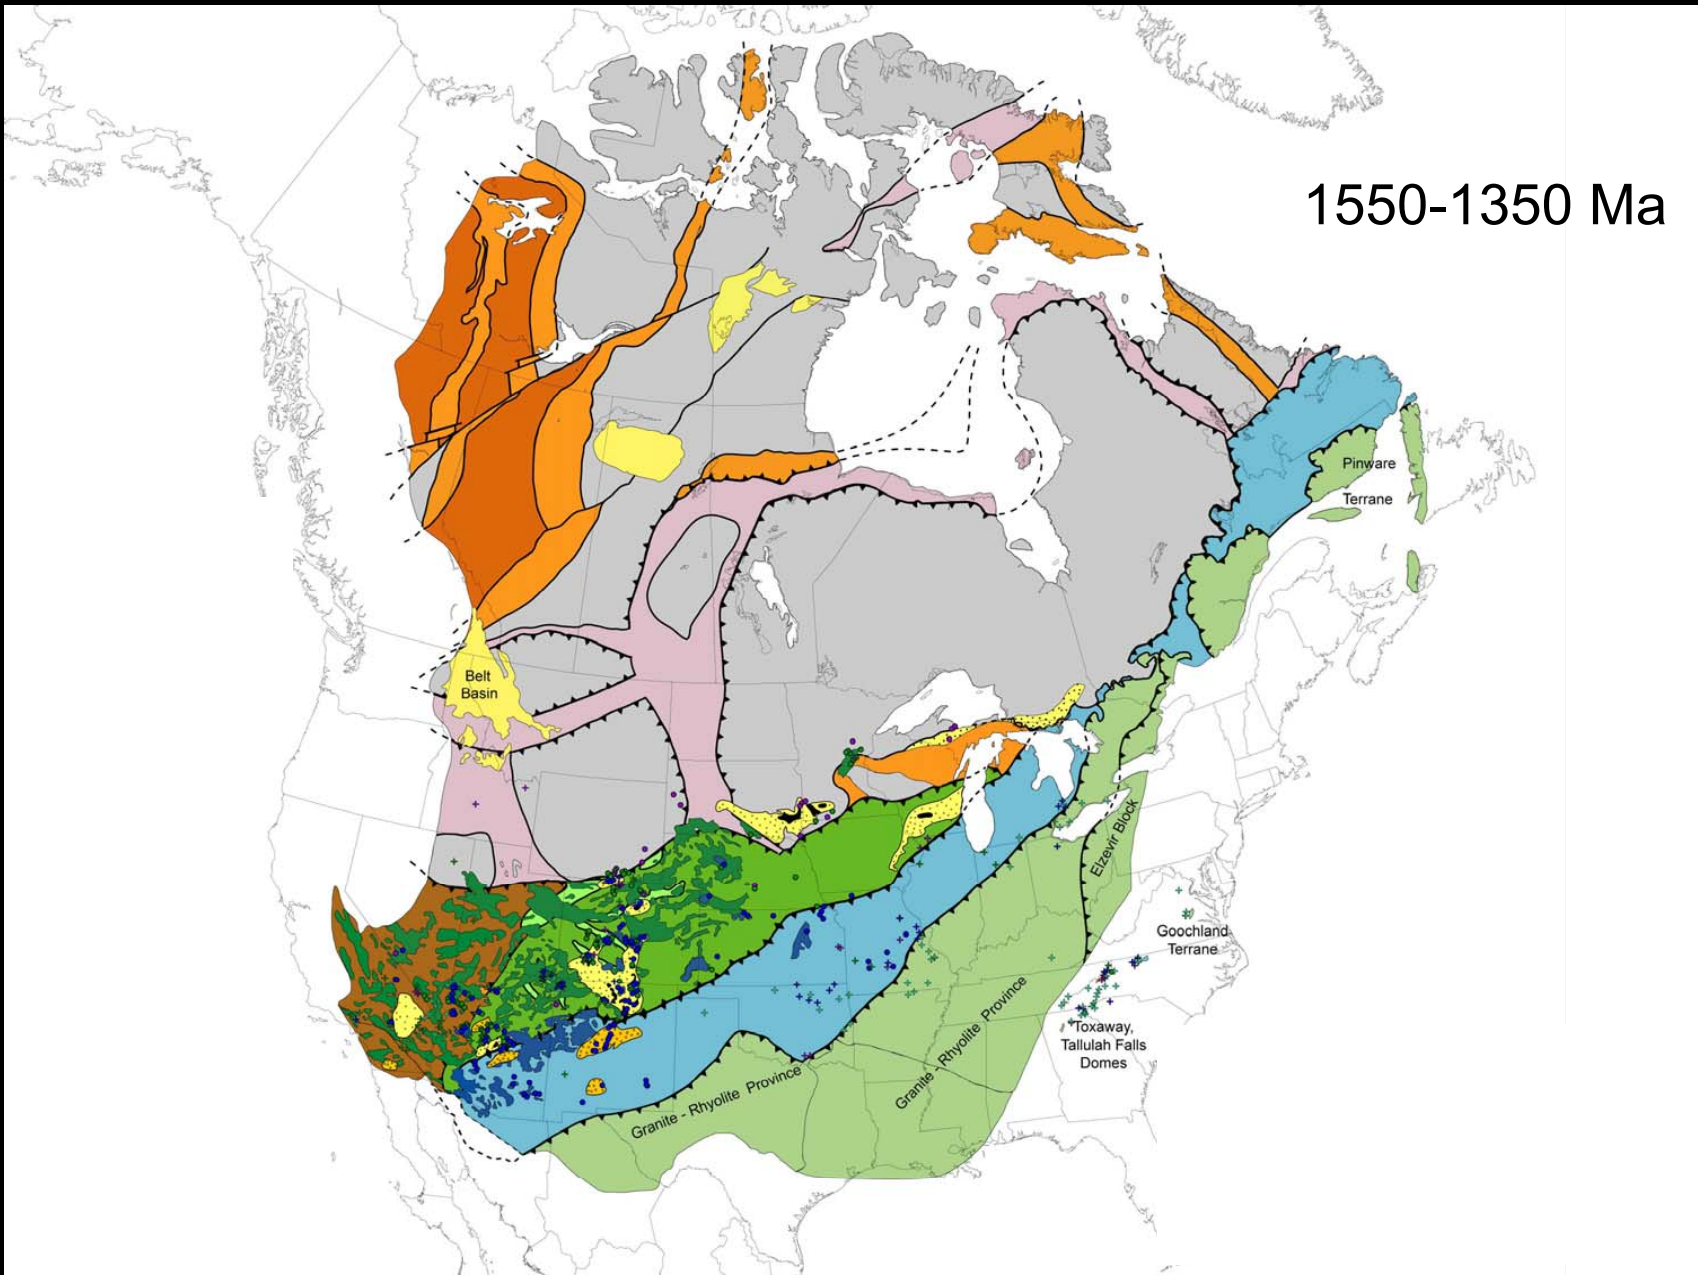 1550-1350 Ma
Pinware
Terrane
Belt
Basin
Elzevir Block
Goochland
Terrane
Granite - Rhyolite Province
Toxaway,
Tallulah Falls
Domes
Granite - Rhyolite Province